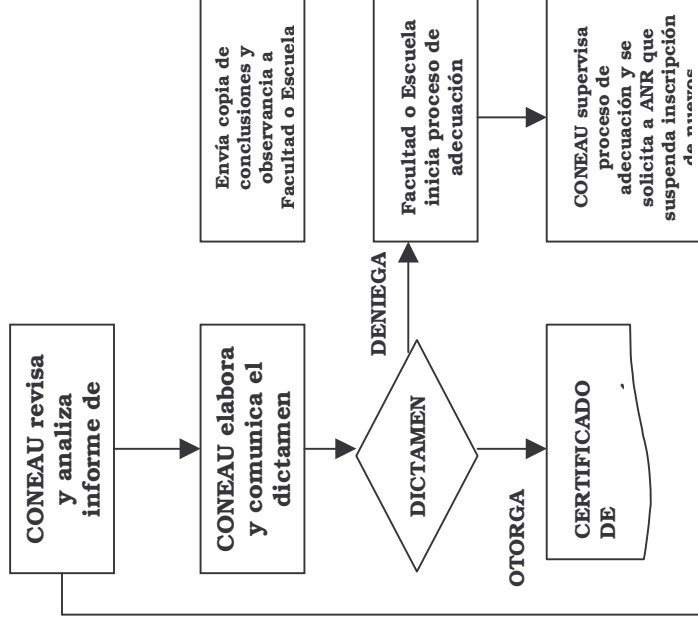 CONEAU revisa
y analiza
informe de
Envía copia de
conclusiones y
observancia a
Facultad o Escuela
CONEAU elabora
y comunica el
dictamen
DICTAMEN
DENIEGA
Facultad o Escuela
inicia proceso de
adecuación
OTORGA
CERTIFICADO
DE
CONEAU supervisa
proceso de
adecuación y se
solicita a ANR que
suspenda inscripción
de nuevos